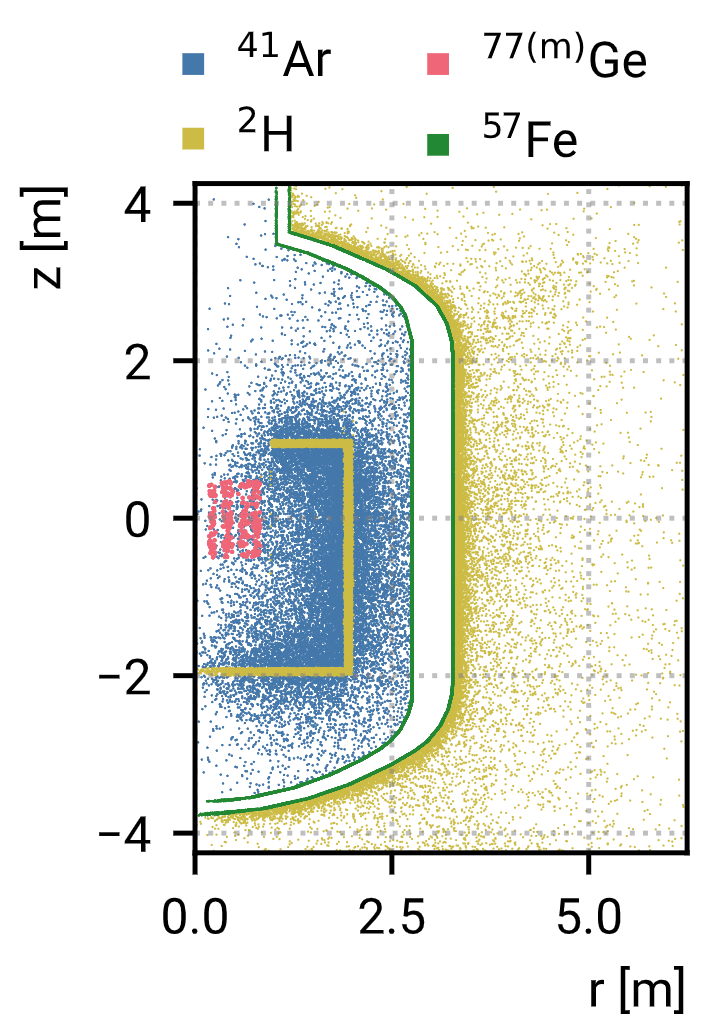 ⁴¹Ar ⁷⁷⁽ᵐ⁾Ge
²H ⁵⁷Fe
z [m]
4
2
0
−2
−4
0.0 2.5 5.0
r [m]